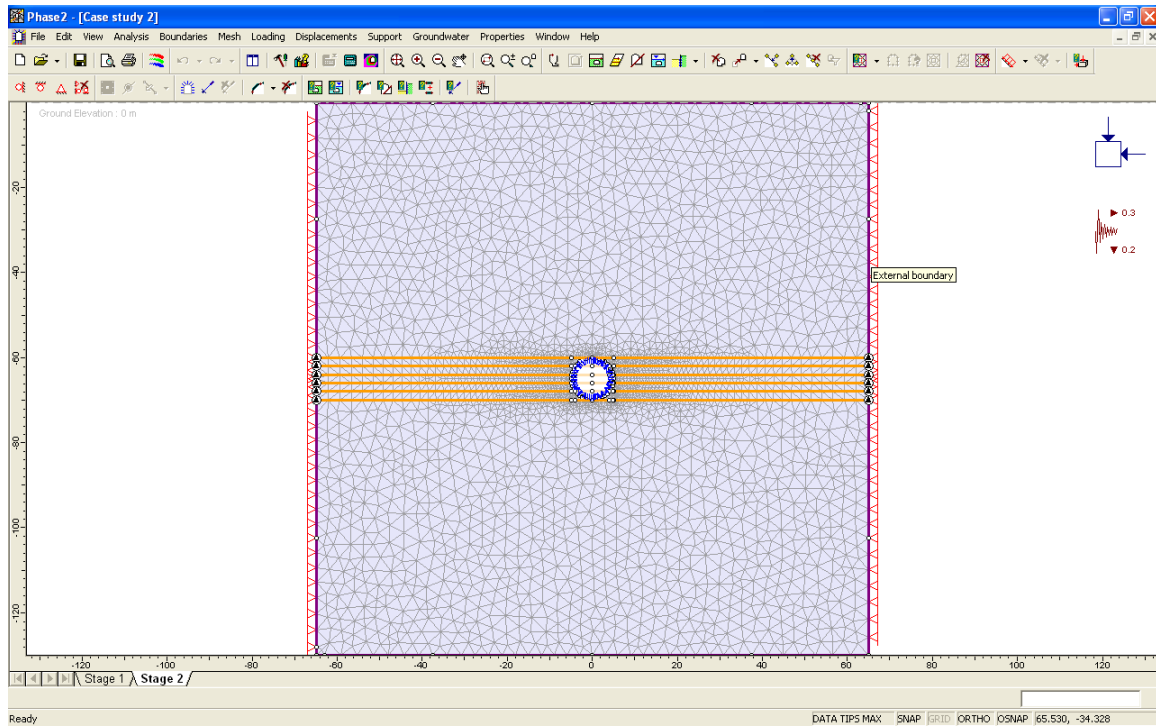 Phase2 - [Case study 2]
File Edit View Analysis Boundaries Mesh Loading Displacements Support Groundwater Properties Window Help
Ground Elevation : 0 m
0.3
0.2
External boundary
-20
-40
-60
-80
-100
-120
-120 -100 -80 -60 -40 -20 0 20 40 60 80 100 120
Stage 1 Stage 2
Ready DATA TIPS MAX SNAP GRID ORTHO OSNAP 65.530, -34.328